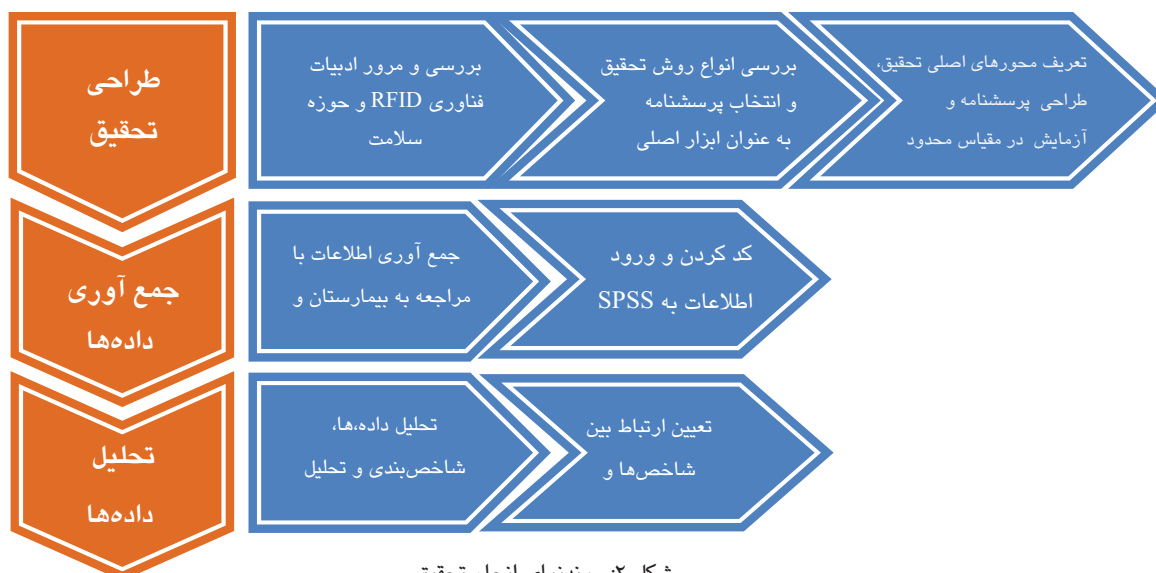 طراحی
تحقیق
بررسی و مرور ادبیات
فناوری RFID و حوزه
سلامت
بررسی انواع روش تحقیق
و انتخاب پرسشنامه
به عنوان ابزار اصلی
تعریف محورهای اصلی تحقیق،
طراحی پرسشنامه و
آزمایش در مقیاس محدود
جمع آوری
داده‌ها
جمع آوری اطلاعات با
مراجعه به بیمارستان و
کد کردن و ورود
اطلاعات به SPSS
تحلیل
داده‌ها
تحلیل داده،ها،
شاخص‌بندی و تحلیل
تعیین ارتباط بین
شاخص‌ها و
شکل ۲: